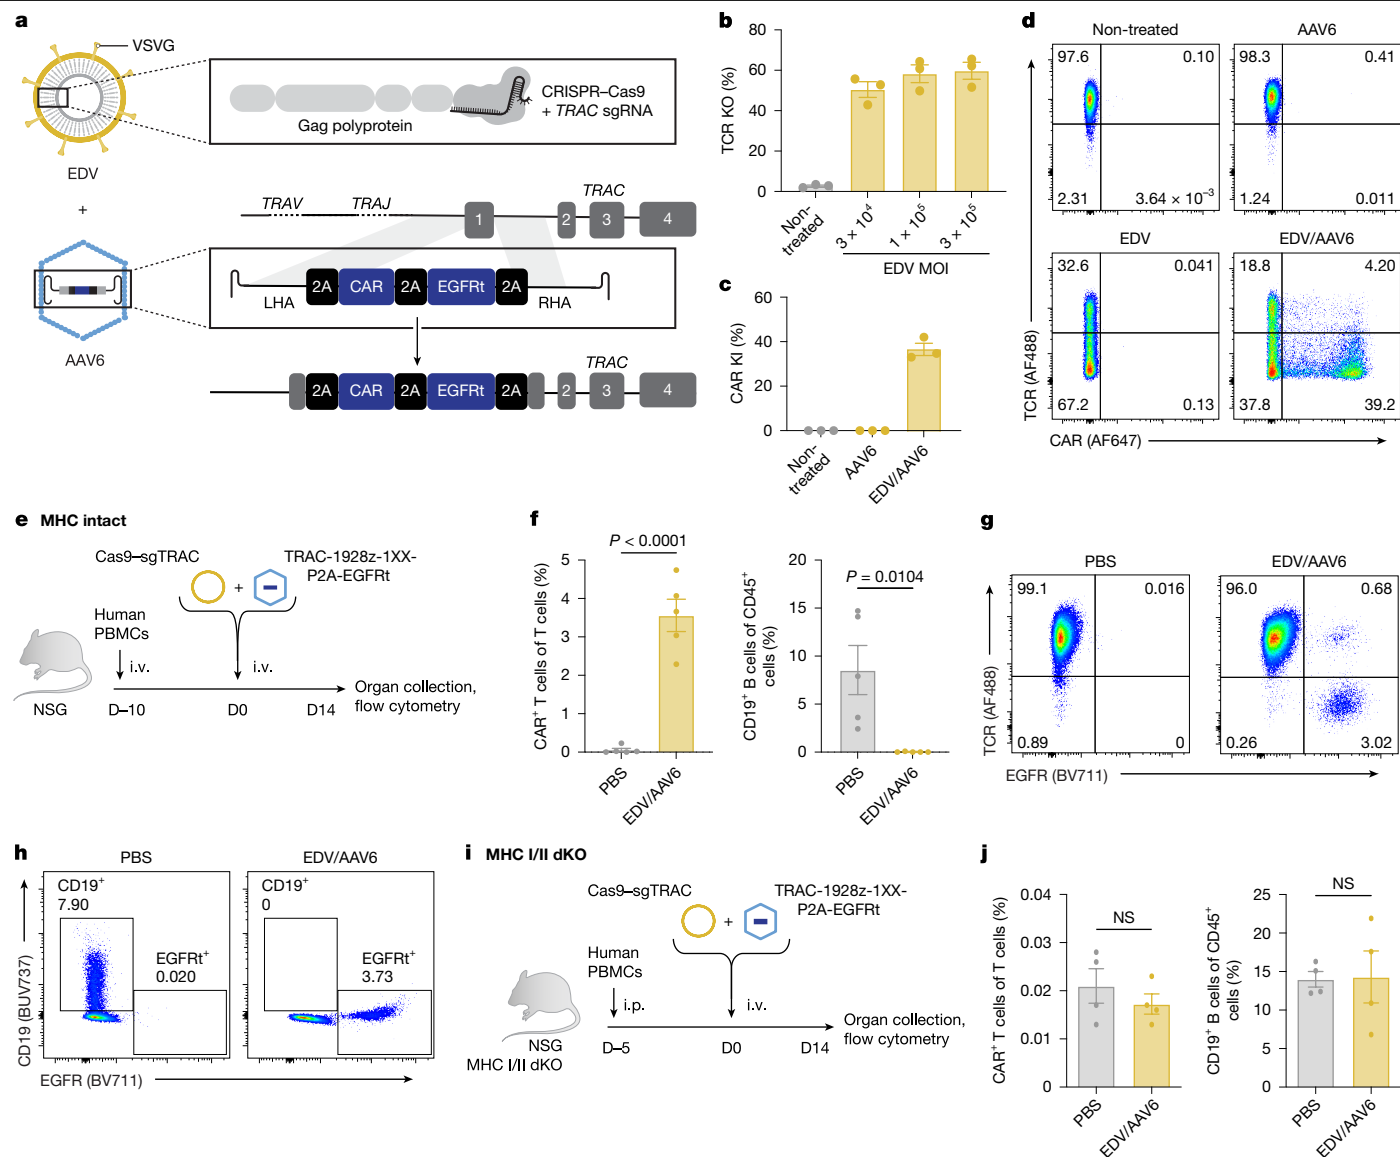 a
VSVG
EDV
+
AAV6
CRISPR–Cas9
+ TRAC sgRNA
Gag polyprotein
TRAV
TRAJ
TRAC
1
2
3
4
LHA
2A
CAR
2A
EGFRt
2A
RHA
TRAC
2A
CAR
2A
EGFRt
2A
2
3
4
b
TCR KO (%)
80
60
40
20
0
Non-
treated
3 × 10⁴
1 × 10⁵
3 × 10⁵
EDV MOI
c
CAR KI (%)
60
40
20
0
Non-
treated
AAV6
EDV/AAV6
d
Non-treated
97.6
0.10
2.31
3.64 × 10⁻³
AAV6
98.3
0.41
1.24
0.011
EDV
32.6
0.041
67.2
0.13
EDV/AAV6
18.8
4.20
37.8
39.2
TCR (AF488)
CAR (AF647)
e MHC intact
Cas9–sgTRAC
+
TRAC-1928z-1XX-
P2A-EGFRt
Human
PBMCs
i.v.
i.v.
NSG
D–10
D0
D14
Organ collection,
flow cytometry
f
CAR⁺ T cells of T cells (%)
5
4
3
2
1
0
P < 0.0001
PBS
EDV/AAV6
CD19⁺ B cells of CD45⁺
cells (%)
20
15
10
5
0
P = 0.0104
PBS
EDV/AAV6
g
PBS
99.1
0.016
0.89
0
EDV/AAV6
96.0
0.68
0.26
3.02
TCR (AF488)
EGFR (BV711)
h
PBS
CD19⁺
7.90
EGFRt⁺
0.020
EDV/AAV6
CD19⁺
0
EGFRt⁺
3.73
CD19 (BUV737)
EGFR (BV711)
i MHC I/II dKO
Cas9–sgTRAC
+
TRAC-1928z-1XX-
P2A-EGFRt
Human
PBMCs
i.p.
i.v.
NSG
MHC I/II dKO
D–5
D0
D14
Organ collection,
flow cytometry
j
CAR⁺ T cells of T cells (%)
0.04
0.03
0.02
0.01
0
NS
PBS
EDV/AAV6
CD19⁺ B cells of CD45⁺
cells (%)
25
20
15
10
5
0
NS
PBS
EDV/AAV6